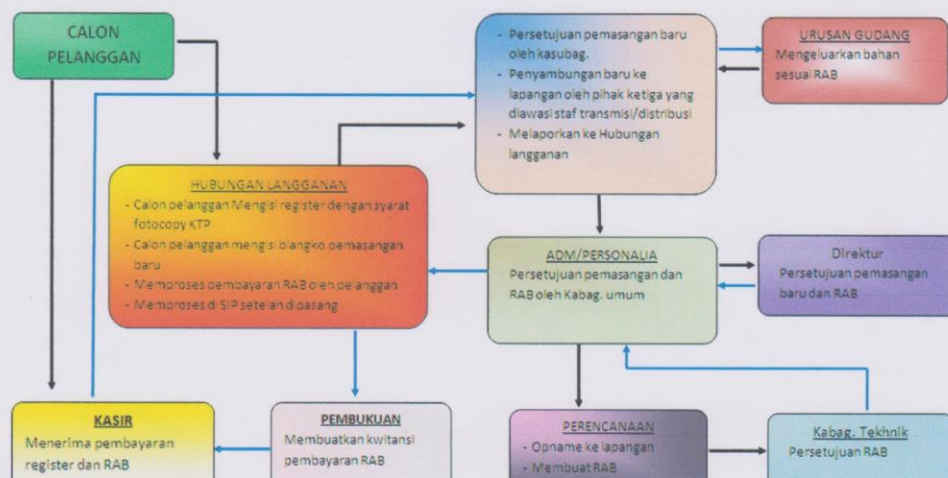 CALON
PELANGGAN
- Persetujuan pemasangan baru
oleh kasubag.
- Penyambungan baru ke
lapangan oleh pihak ketiga yang
diawasi staf transmisi/distribusi
- Melaporkan ke Hubungan
langganan
URUSAN GUDANG
Mengeluarkan bahan
sesuai RAB
HUBUNGAN LANGGANAN
- Calon pelanggan Mengisi register dengan syarat
fotocopy KTP
- Calon pelanggan mengisi blangko pemasangan
baru
- Memproses pembayaran RAB oleh pelanggan
- Memproses di SIP setelah dipasang
ADM/PERSONALIA
Persetujuan pemasangan dan
RAB oleh Kabag. umum
Direktur
Persetujuan pemasangan
baru dan RAB
KASIR
Menerima pembayaran
register dan RAB
PEMBUKUAN
Membuatkan kwitansi
pembayaran RAB
PERENCANAAN
- Opname ke lapangan
- Membuat RAB
Kabag. Tekhnik
Persetujuan RAB